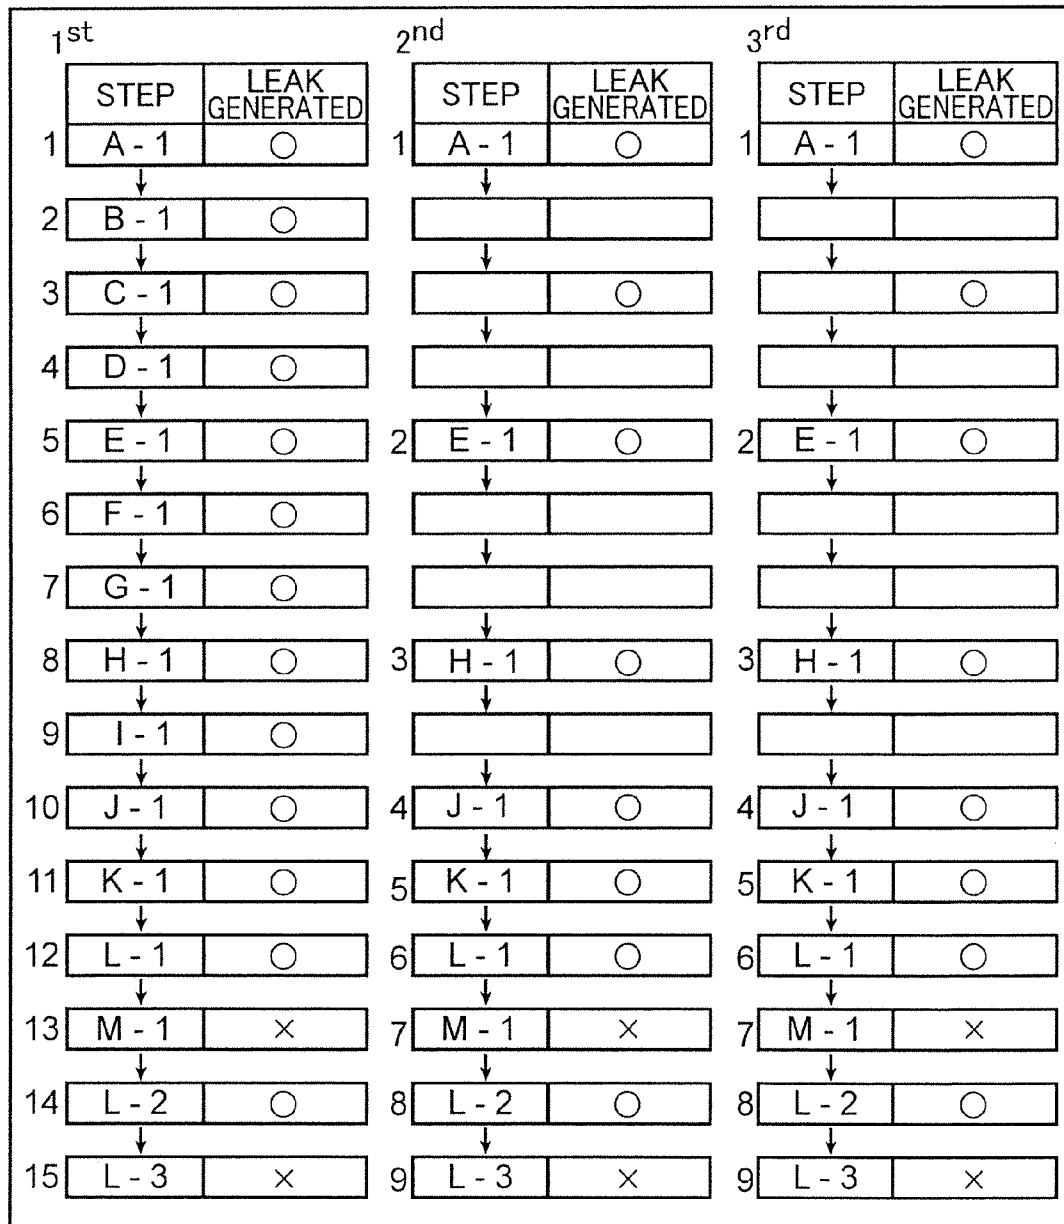 1st 2nd 3rd
STEP LEAK GENERATED STEP LEAK GENERATED STEP LEAK GENERATED
1 A - 1 ○ 1 A - 1 ○ 1 A - 1 ○
2 B - 1 ○
3 C - 1 ○ ○ ○
4 D - 1 ○
5 E - 1 ○ 2 E - 1 ○ 2 E - 1 ○
6 F - 1 ○
7 G - 1 ○
8 H - 1 ○ 3 H - 1 ○ 3 H - 1 ○
9 I - 1 ○
10 J - 1 ○ 4 J - 1 ○ 4 J - 1 ○
11 K - 1 ○ 5 K - 1 ○ 5 K - 1 ○
12 L - 1 ○ 6 L - 1 ○ 6 L - 1 ○
13 M - 1 × 7 M - 1 × 7 M - 1 ×
14 L - 2 ○ 8 L - 2 ○ 8 L - 2 ○
15 L - 3 × 9 L - 3 × 9 L - 3 ×